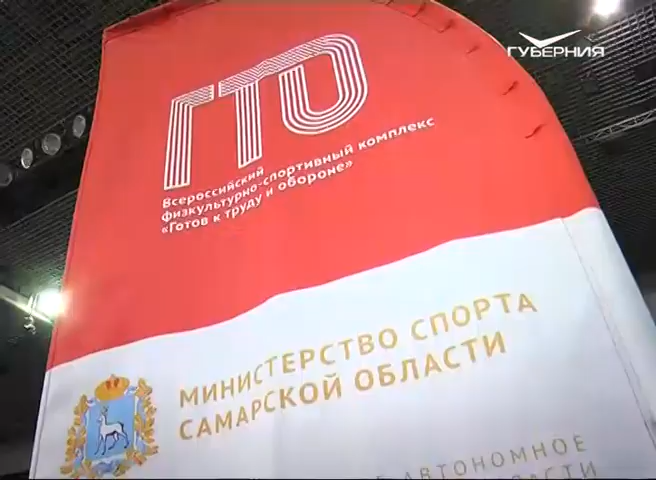 ГУБЕРНИЯ
ГТО
Всероссийский
физкультурно-спортивный комплекс
«Готов к труду и обороне»
МИНИСТЕРСТВО СПОРТА
САМАРСКОЙ ОБЛАСТИ
АВТОНОМНОЕ